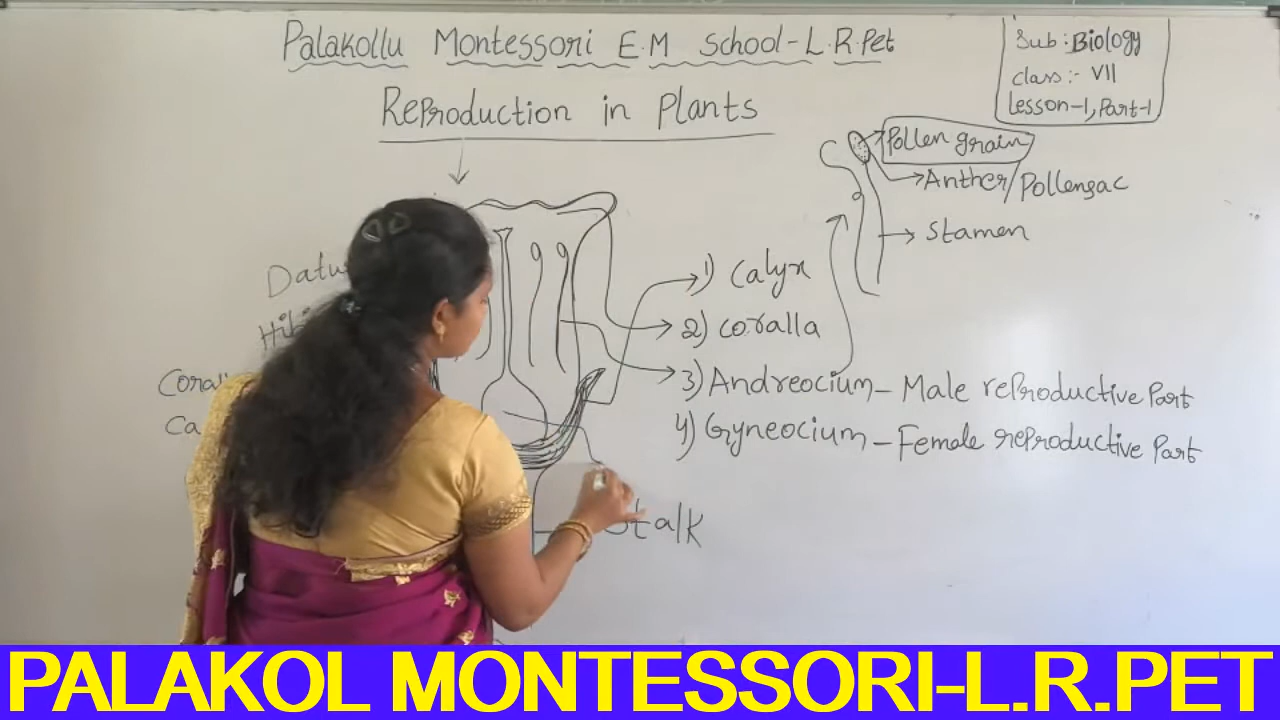 Palakollu Montessori E.M School-L.R.Pet
Sub:Biology
class:- VII
Lesson-1, Part-1
Reproduction in Plants
Pollen grain
Anther/Pollensac
Stamen
1) Calyx
2) coralla
3) Andreocium- Male reproductive Part
4) Gyneocium - Female reproductive Part
Stalk
PALAKOL MONTESSORI-L.R.PET